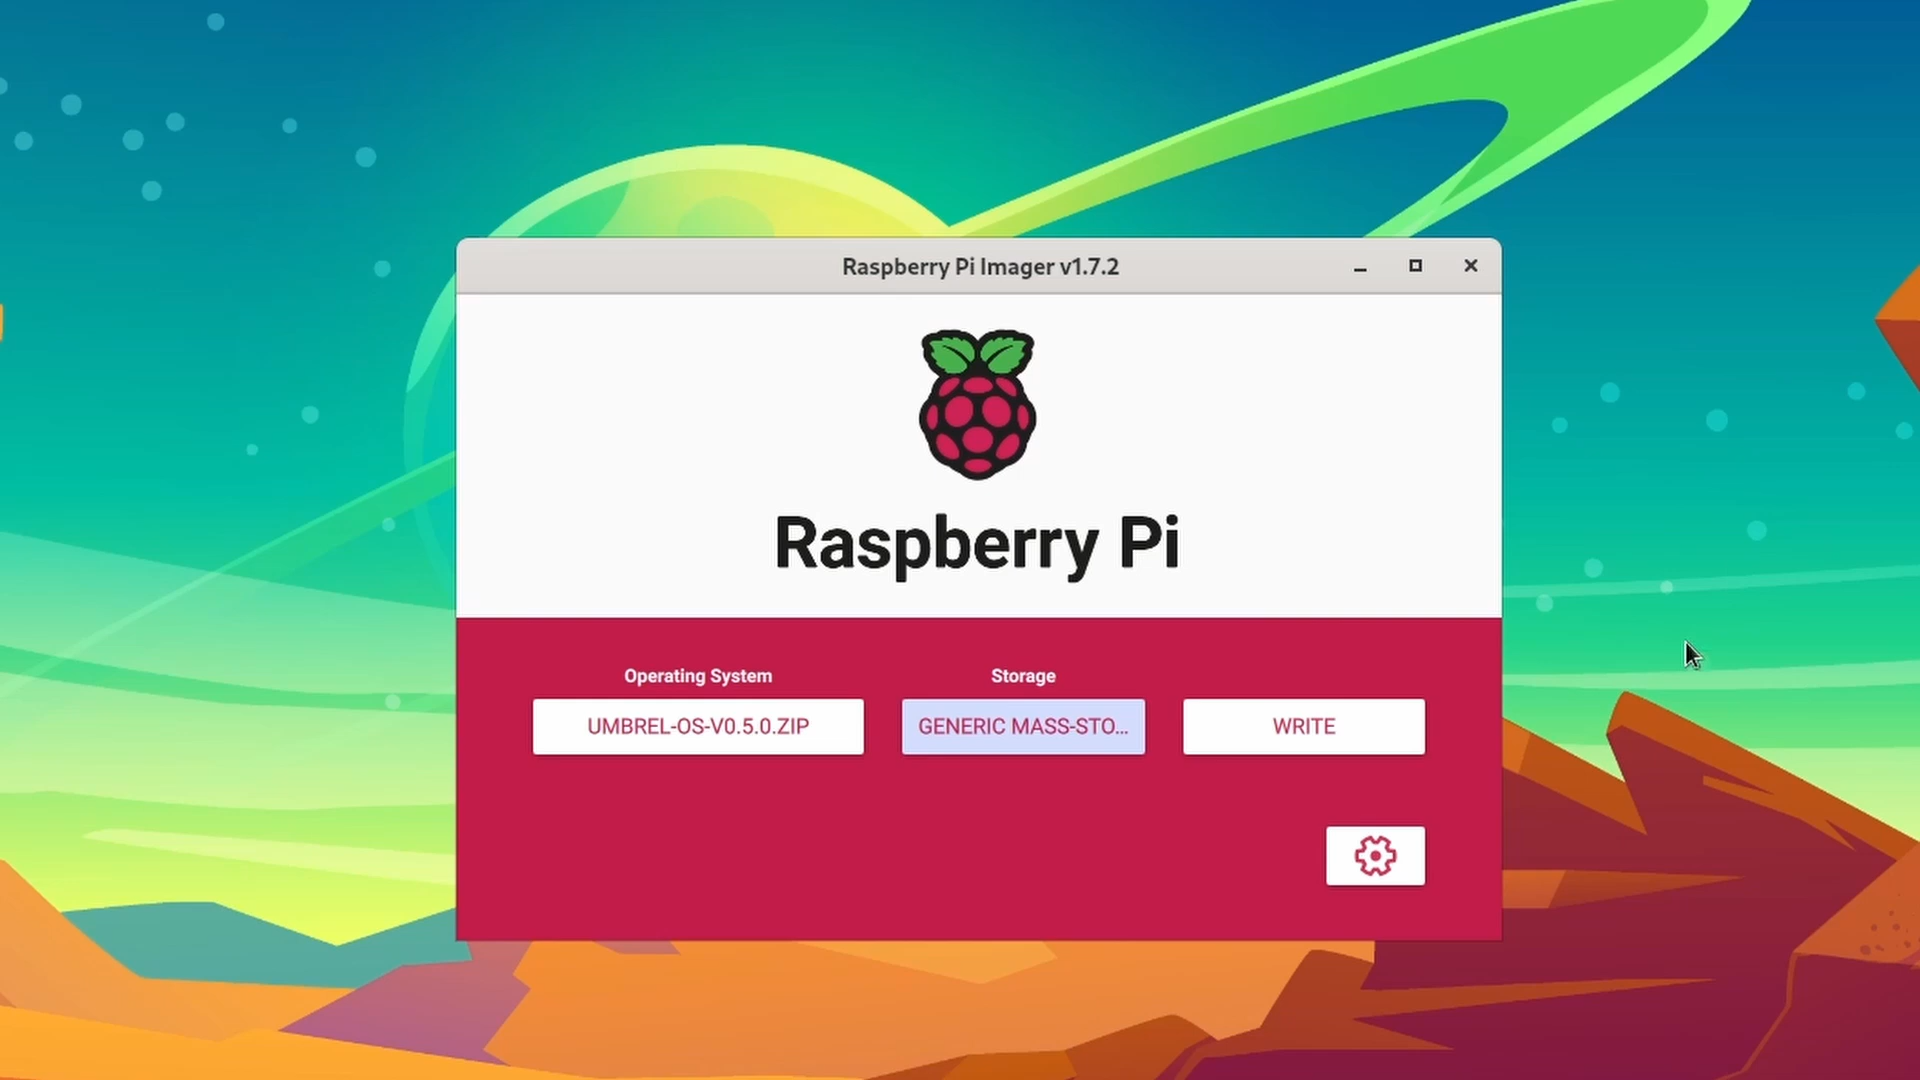 Raspberry Pi Imager v1.7.2
Raspberry Pi
Operating System
Storage
UMBREL-OS-V0.5.0.ZIP
GENERIC MASS-STO...
WRITE